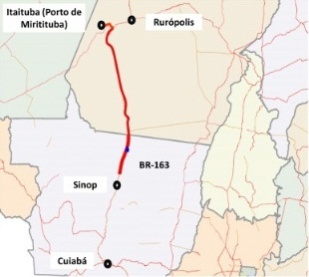 Itaituba (Porto de
Miritituba)
Rurópolis
BR-163
Sinop
Cuiabá